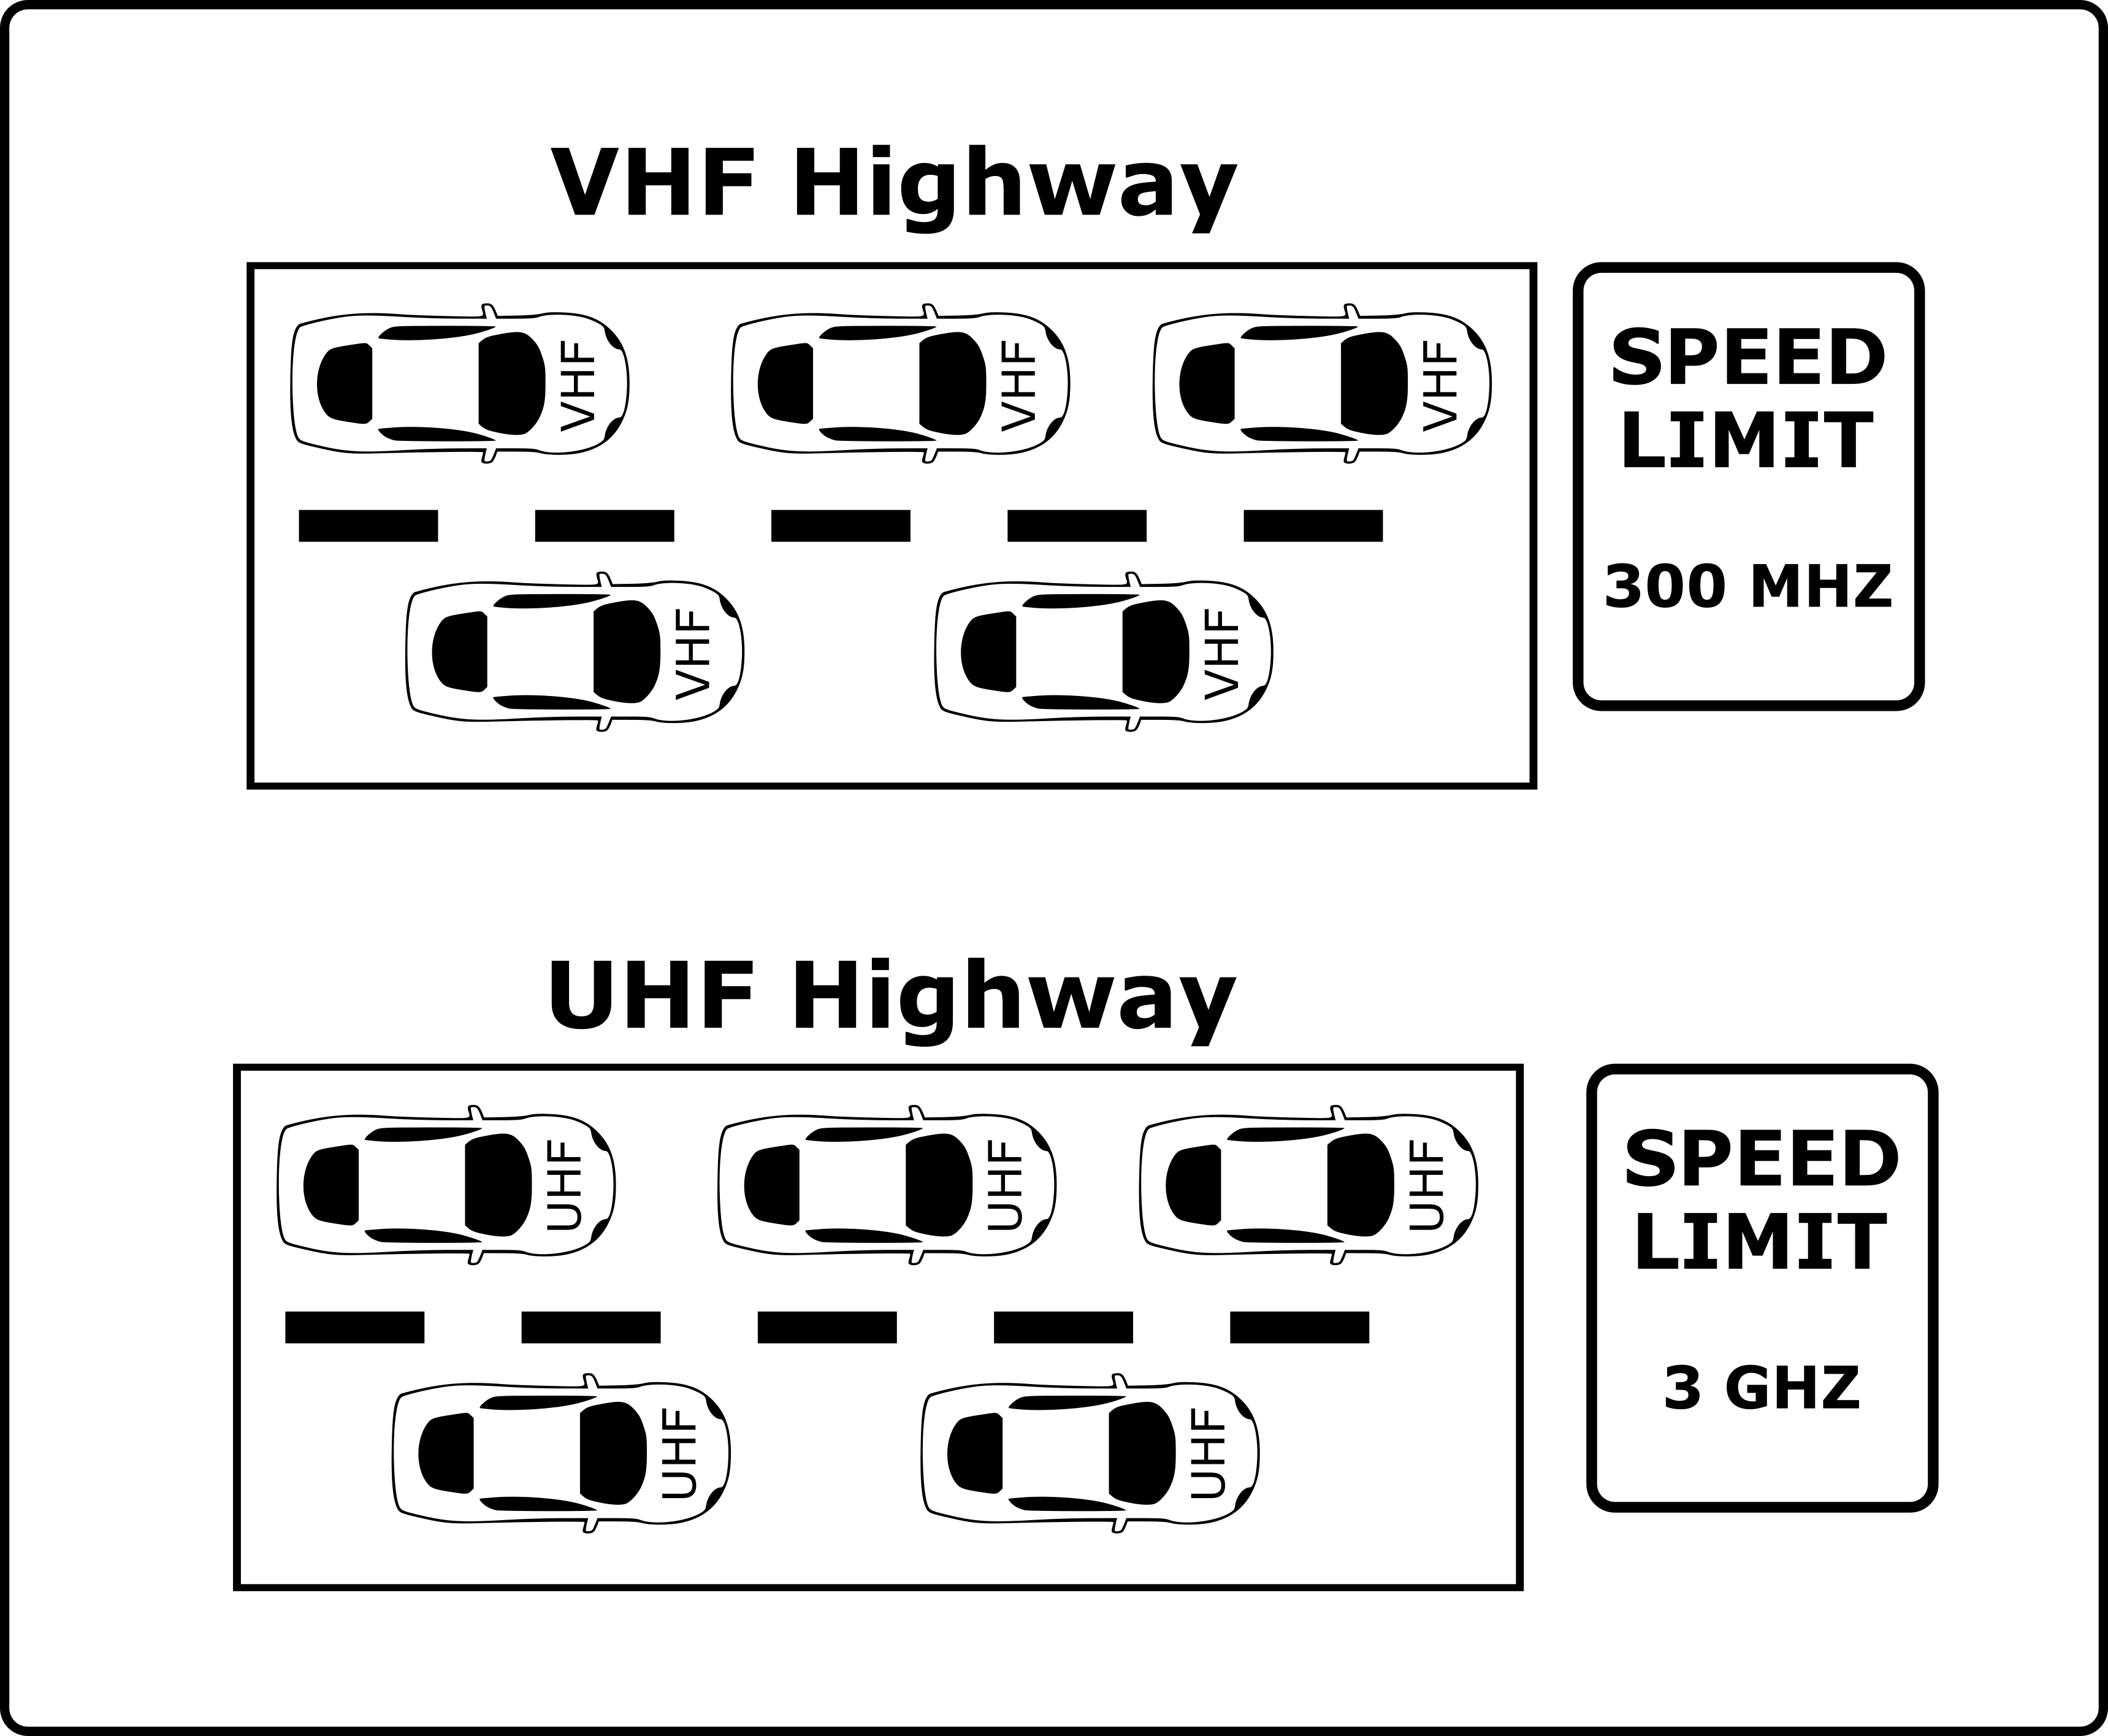 VHF Highway
VHF
VHF
VHF
VHF
VHF
SPEED
LIMIT
300 MHZ
UHF Highway
UHF
UHF
UHF
UHF
UHF
SPEED
LIMIT
3 GHZ